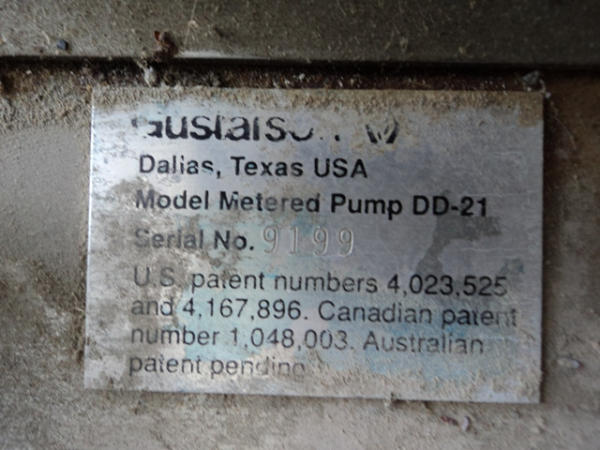 Gustafson
Dallas, Texas USA
Model Metered Pump DD-21
Serial No. 9199
U.S. patent numbers 4,023,525
and 4,167,896. Canadian patent
number 1,048,003. Australian
patent pending.